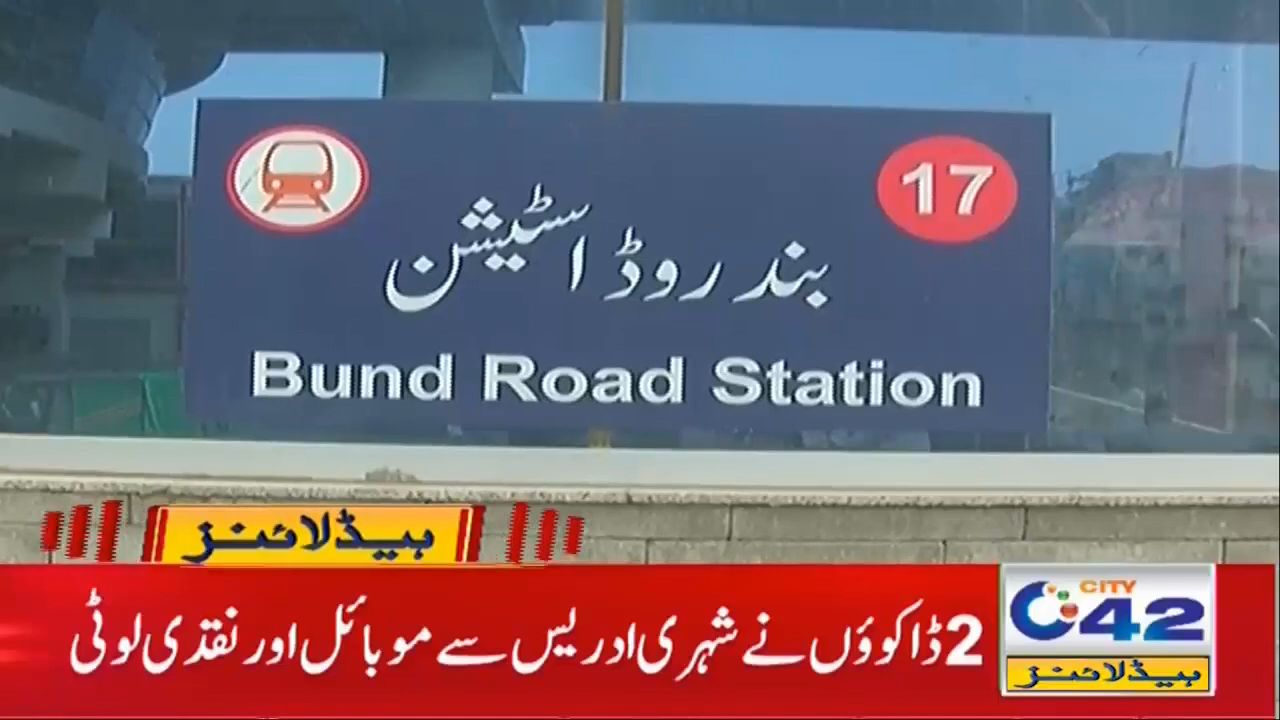 17
بند روڈ اسٹیشن
Bund Road Station
ہیڈلائنز
2 ڈاکوؤں نے شہری ادریس سے موبائل اور نقدی لوٹی
CITY
42
ہیڈلائنز